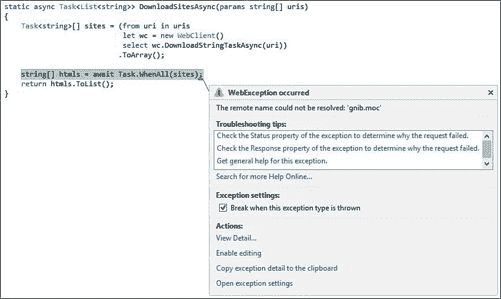 static async Task<List<string>> DownloadSitesAsync(params string[] uris)
{
Task<string>[] sites = (from uri in uris
let wc = new WebClient()
select wc.DownloadStringTaskAsync(uri))
.ToArray();
string[] htmls = await Task.WhenAll(sites);
return htmls.ToList();
}
WebException occurred
The remote name could not be resolved: 'gnib.moc'
Troubleshooting tips:
Check the Status property of the exception to determine why the request failed.
Check the Response property of the exception to determine why the request failed.
Get general help for this exception.
Search for more Help Online...
Exception settings:
Break when this exception type is thrown
Actions:
View Detail...
Enable editing
Copy exception detail to the clipboard
Open exception settings